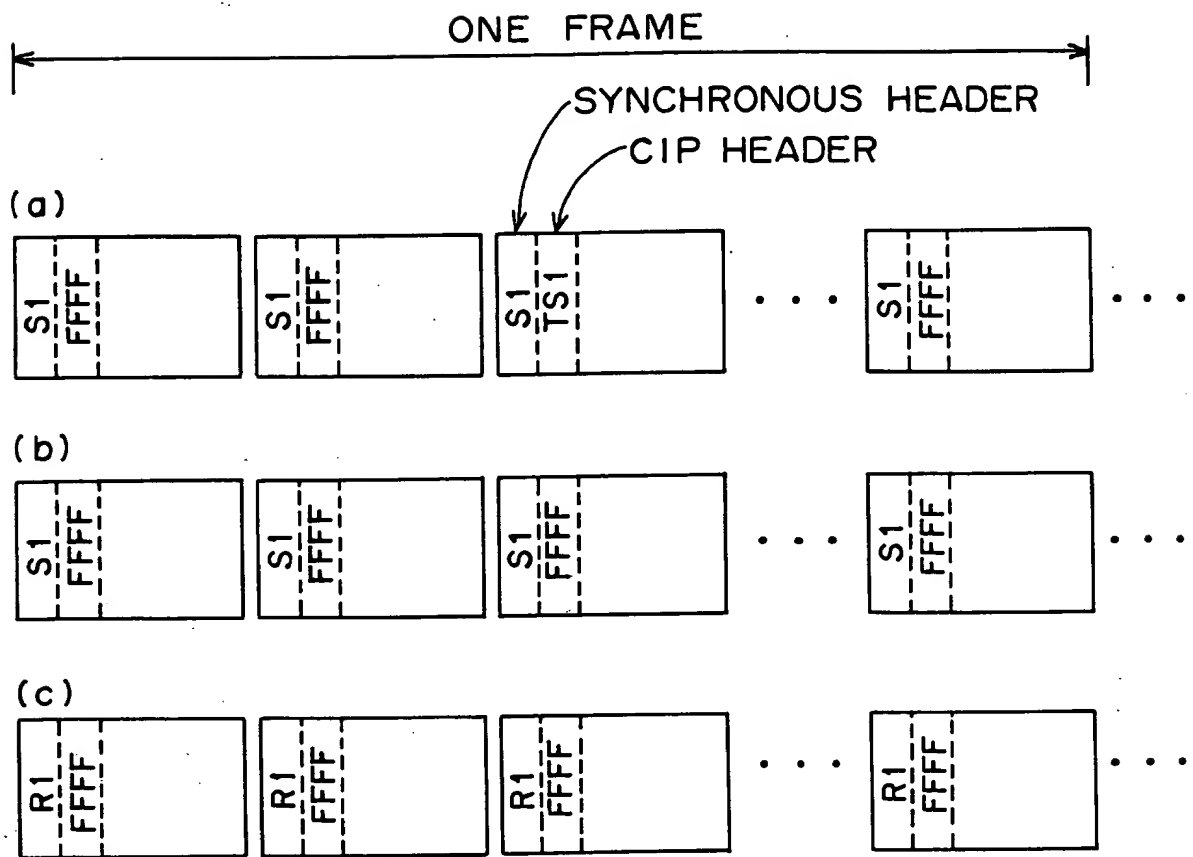 ONE FRAME
SYNCHRONOUS HEADER
CIP HEADER
(a)
S1 FFFF S1 FFFF S1 TS1 • • • S1 FFFF • • •
(b)
S1 FFFF S1 FFFF S1 FFFF • • • S1 FFFF • • •
(c)
R1 FFFF R1 FFFF R1 FFFF • • • R1 FFFF • • •